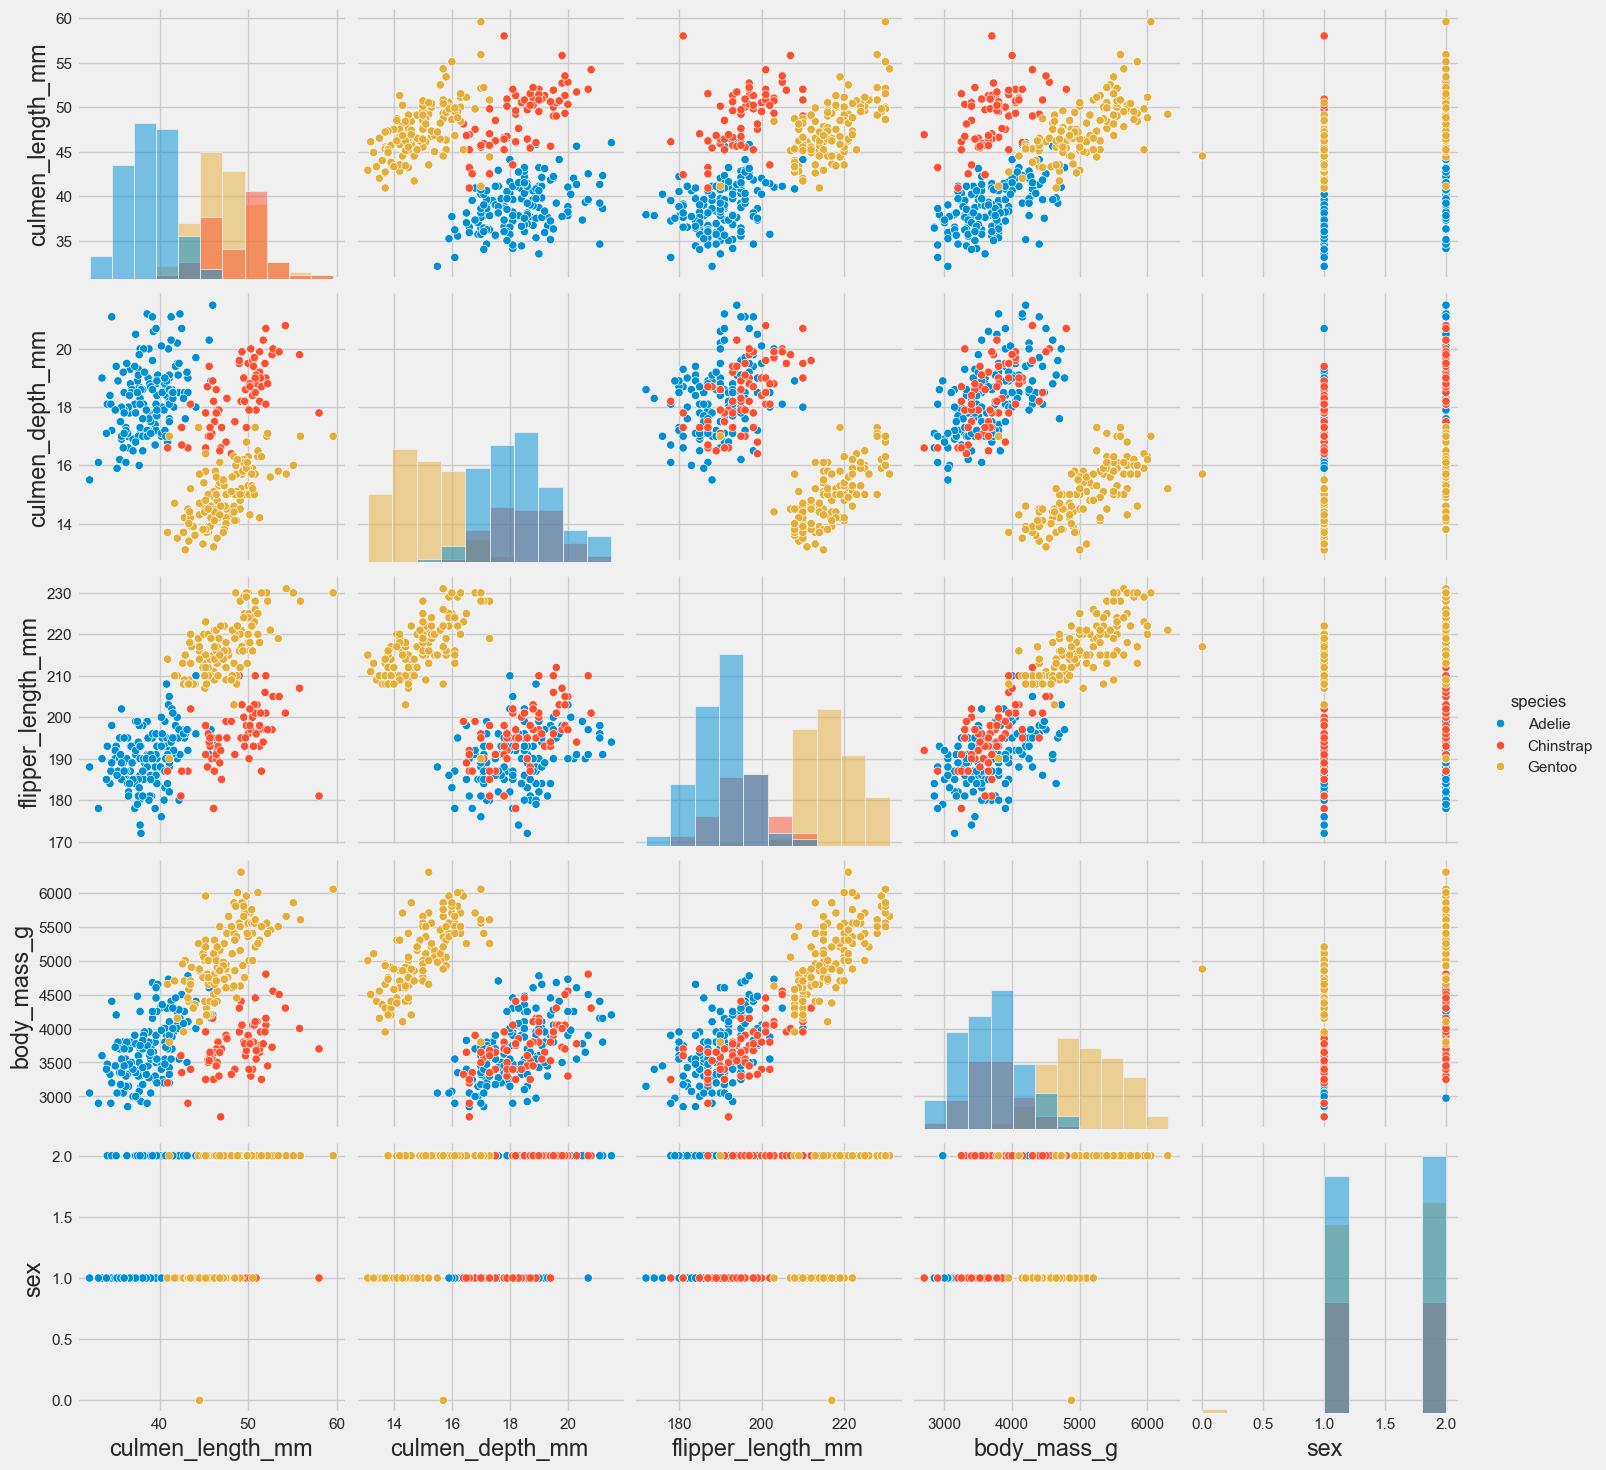 60
55
50
45
40
35
culmen_length_mm
20
18
16
14
culmen_depth_mm
230
220
210
200
190
180
170
flipper_length_mm
species
Adelie
Chinstrap
Gentoo
6000
5500
5000
4500
4000
3500
3000
body_mass_g
2.0
1.5
1.0
0.5
0.0
sex
40 50 60
14 16 18 20
180 200 220
3000 4000 5000 6000
0.0 0.5 1.0 1.5 2.0
culmen_length_mm culmen_depth_mm flipper_length_mm body_mass_g sex